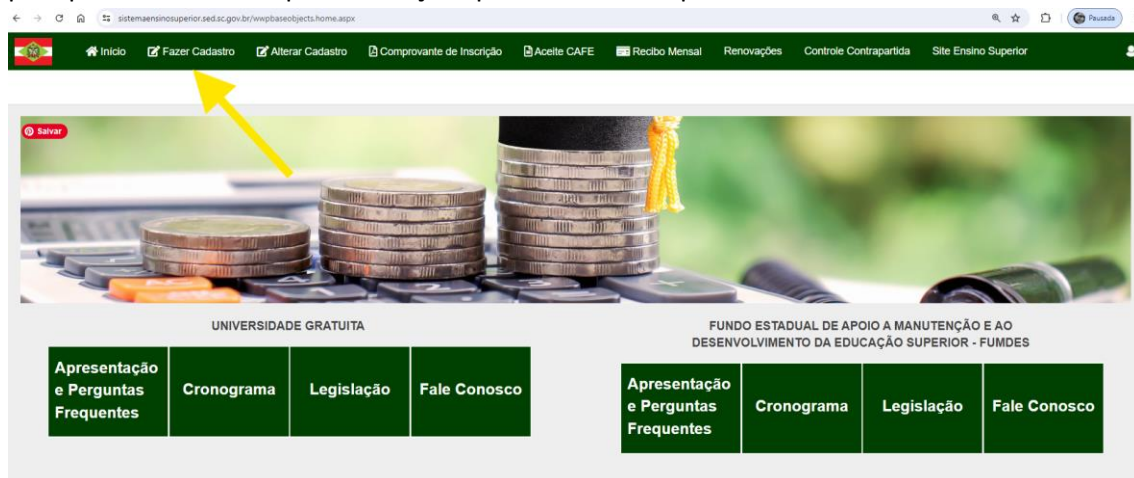 sistemaensinosuperior.sed.sc.gov.br/wwpbaseobjects.home.aspx
Pausada
Início Fazer Cadastro Alterar Cadastro Comprovante de Inscrição Aceite CAFE Recibo Mensal Renovações Controle Contrapartida Site Ensino Superior
Salvar
UNIVERSIDADE GRATUITA
Apresentação
e Perguntas
Frequentes
Cronograma
Legislação
Fale Conosco
FUNDO ESTADUAL DE APOIO A MANUTENÇÃO E AO
DESENVOLVIMENTO DA EDUCAÇÃO SUPERIOR - FUMDES
Apresentação
e Perguntas
Frequentes
Cronograma
Legislação
Fale Conosco